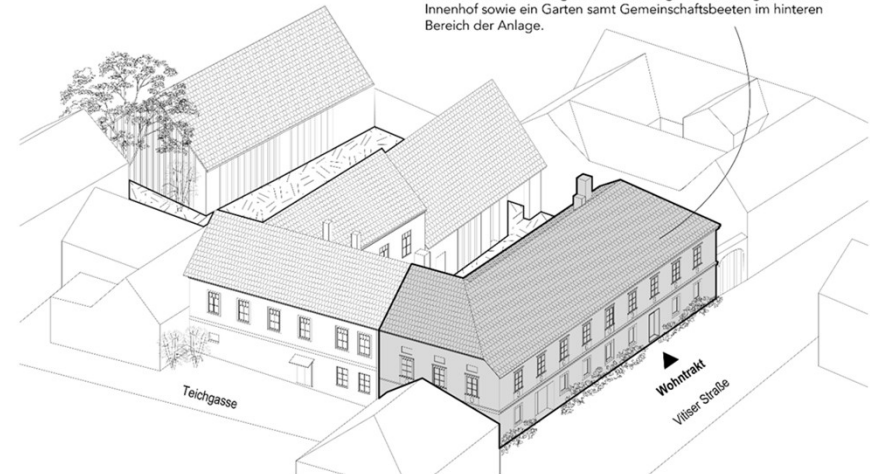 Innenhof sowie ein Garten samt Gemeinschaftsbeeten im hinteren
Bereich der Anlage.
Teichgasse
Wohntrakt
Vitiser Straße